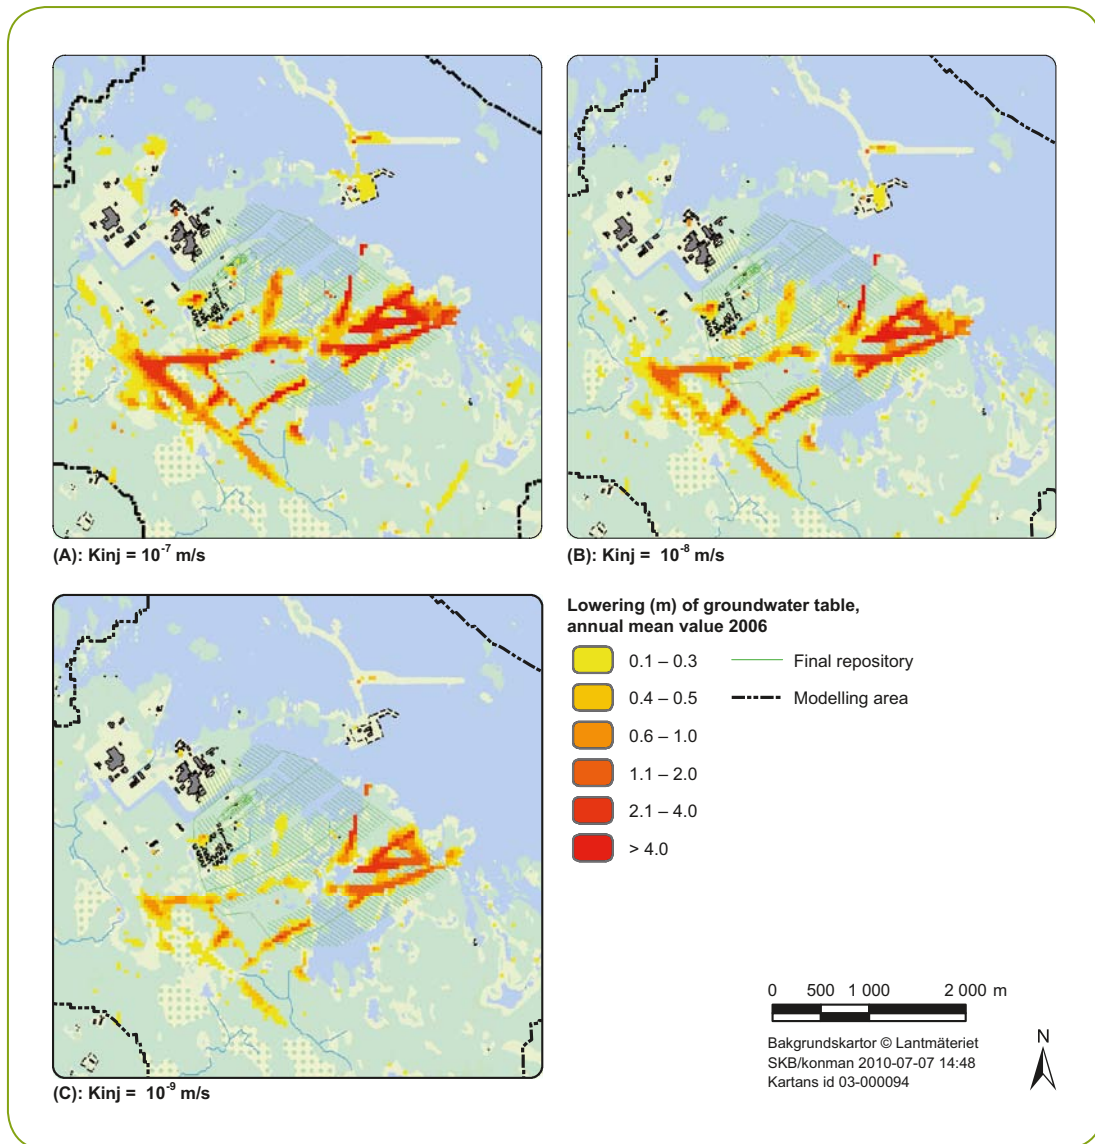 (A): Kinj = 10⁻⁷ m/s
(B): Kinj = 10⁻⁸ m/s
Lowering (m) of groundwater table,
annual mean value 2006
0.1 – 0.3
Final repository
0.4 – 0.5
Modelling area
0.6 – 1.0
1.1 – 2.0
2.1 – 4.0
> 4.0
0 500 1 000 2 000 m
Bakgrundskartor © Lantmäteriet
SKB/konman 2010-07-07 14:48
Kartans id 03-000094
N
(C): Kinj = 10⁻⁹ m/s